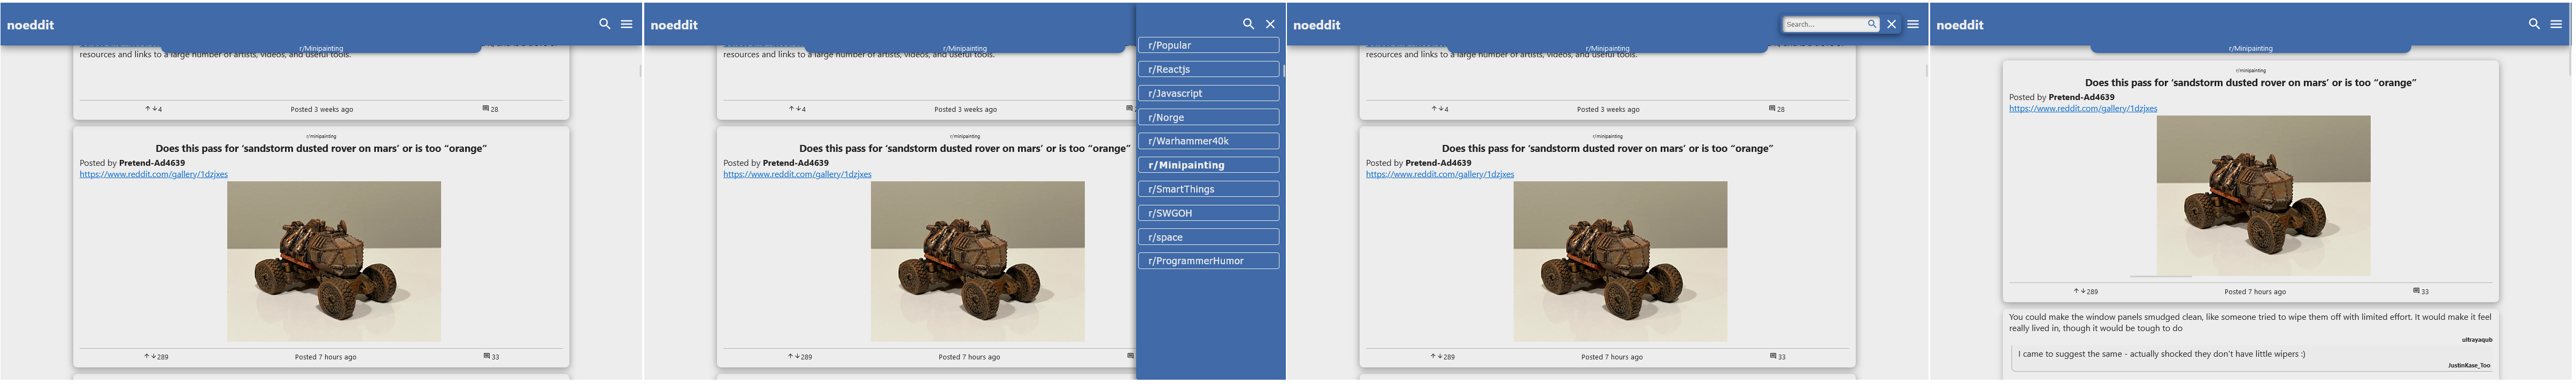 noeddit
r/Minipainting
resources and links to a large number of artists, videos, and useful tools.
4
Posted 3 weeks ago
28
r/minipainting
Does this pass for ‘sandstorm dusted rover on mars’ or is too “orange”
Posted by Pretend-Ad4639
https://www.reddit.com/gallery/1dzjxes
289
Posted 7 hours ago
33
noeddit
r/Minipainting
resources and links to a large number of artists, videos, and useful tools.
4
Posted 3 weeks ago
r/minipainting
Does this pass for ‘sandstorm dusted rover on mars’ or is too “orange”
Posted by Pretend-Ad4639
https://www.reddit.com/gallery/1dzjxes
289
Posted 7 hours ago
r/Popular
r/Reactjs
r/Javascript
r/Norge
r/Warhammer40k
r/Minipainting
r/SmartThings
r/SWGOH
r/space
r/ProgrammerHumor
noeddit
Search...
r/Minipainting
resources and links to a large number of artists, videos, and useful tools.
4
Posted 3 weeks ago
28
r/minipainting
Does this pass for ‘sandstorm dusted rover on mars’ or is too “orange”
Posted by Pretend-Ad4639
https://www.reddit.com/gallery/1dzjxes
289
Posted 7 hours ago
33
noeddit
r/Minipainting
r/minipainting
Does this pass for ‘sandstorm dusted rover on mars’ or is too “orange”
Posted by Pretend-Ad4639
https://www.reddit.com/gallery/1dzjxes
289
Posted 7 hours ago
33
You could make the window panels smudged clean, like someone tried to wipe them off with limited effort. It would make it feel
really lived in, though it would be tough to do
ultrayaqub
I came to suggest the same - actually shocked they don't have little wipers :)
JustinKase_Too